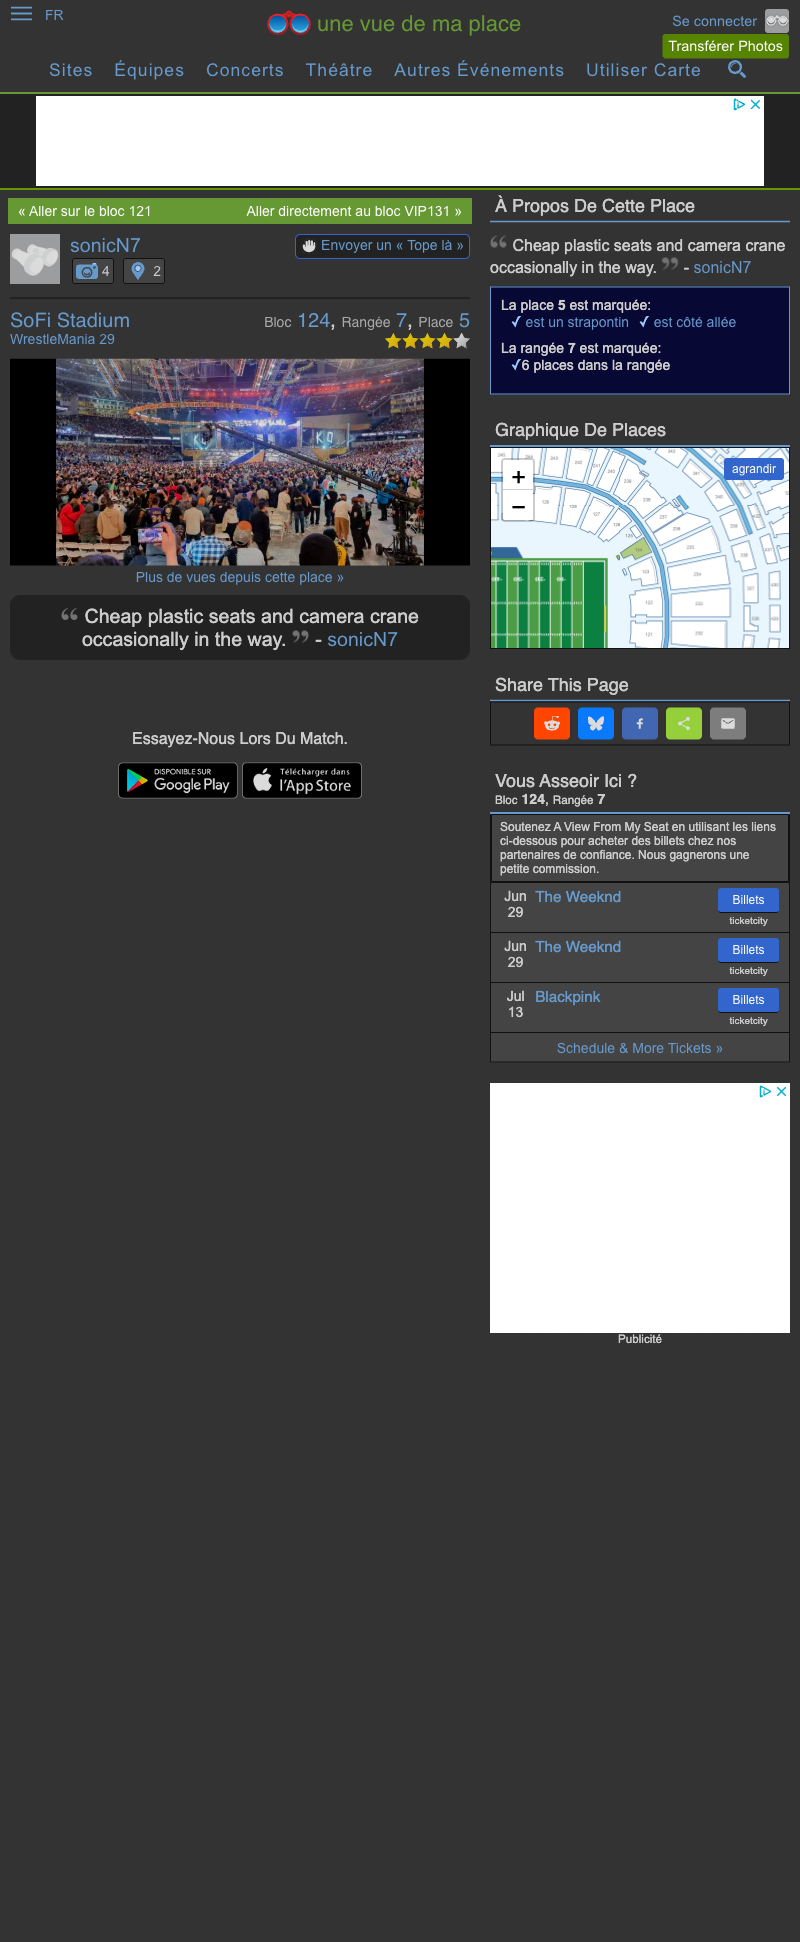 FR
une vue de ma place
Se connecter
Transférer Photos
Sites Équipes Concerts Théâtre Autres Événements Utiliser Carte
« Aller sur le bloc 121
Aller directement au bloc VIP131 »
sonicN7
4 2
Envoyer un « Tope là »
SoFi Stadium
Bloc 124, Rangée 7, Place 5
WrestleMania 29
KO KO
Plus de vues depuis cette place »
“ Cheap plastic seats and camera crane
occasionally in the way. ” - sonicN7
Essayez-Nous Lors Du Match.
DISPONIBLE SUR
Google Play
Télécharger dans
l'App Store
À Propos De Cette Place
“ Cheap plastic seats and camera crane
occasionally in the way. ” - sonicN7
La place 5 est marquée:
✓ est un strapontin ✓ est côté allée
La rangée 7 est marquée:
✓6 places dans la rangée
Graphique De Places
+
−
agrandir
Share This Page
Vous Asseoir Ici ?
Bloc 124, Rangée 7
Soutenez A View From My Seat en utilisant les liens
ci-dessous pour acheter des billets chez nos
partenaires de confiance. Nous gagnerons une
petite commission.
Jun
29
The Weeknd
Billets
ticketcity
Jun
29
The Weeknd
Billets
ticketcity
Jul
13
Blackpink
Billets
ticketcity
Schedule & More Tickets »
Publicité